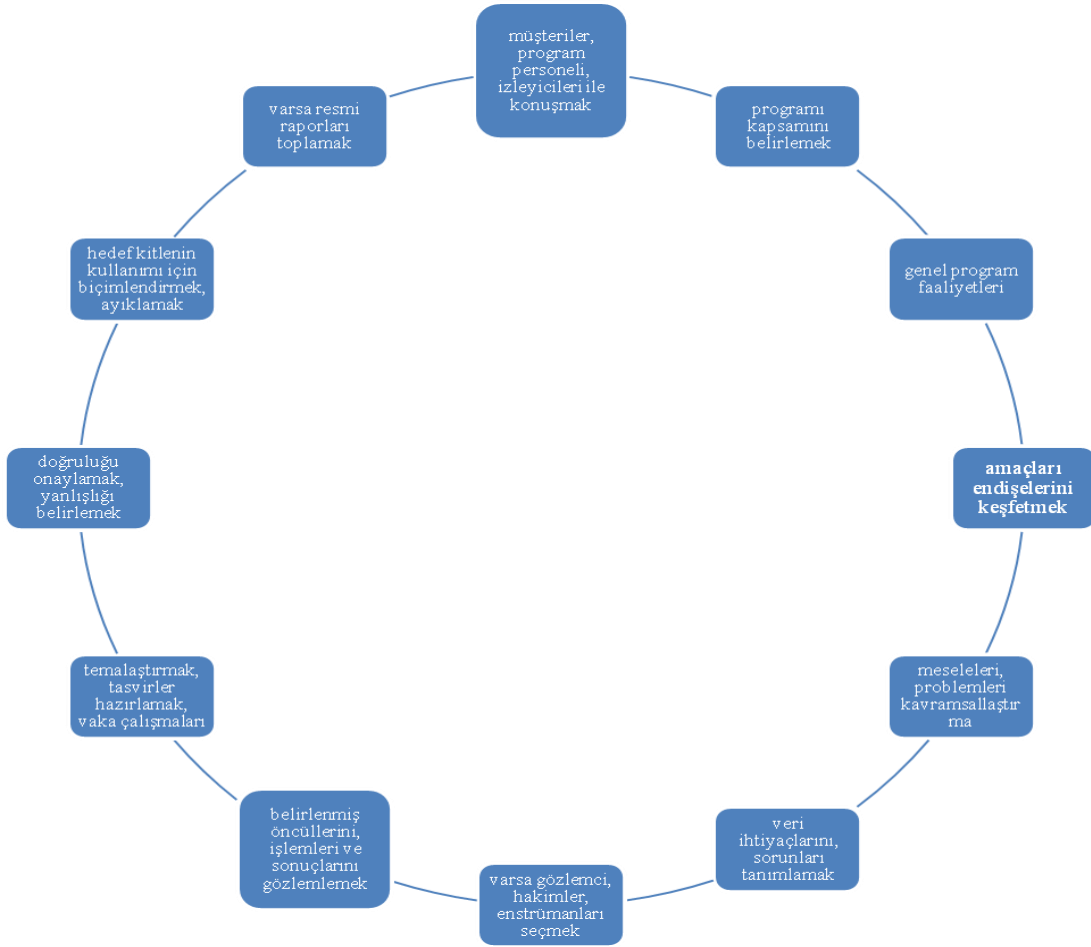 müşteriler,
program
personeli,
izleyicileri ile
konuşmak
programı
kapsamını
belirlemek
genel program
faaliyetleri
amaçları
endişelerini
keşfetmek
meseleleri,
problemleri
kavramsallaştır
ma
veri
ihtiyaçlarını,
sorunları
tanımlamak
varsa gözlemci,
hakimler,
enstrümanları
seçmek
belirlenmiş
öncüllerini,
işlemleri ve
sonuçlarını
gözlemlemek
temalaştırmak,
tasvirler
hazırlamak,
vaka çalışmaları
doğruluğu
onaylamak,
yanlışlığı
belirlemek
hedef kitlenin
kullanımı için
biçimlendirmek,
ayıklamak
varsa resmi
raporları
toplamak